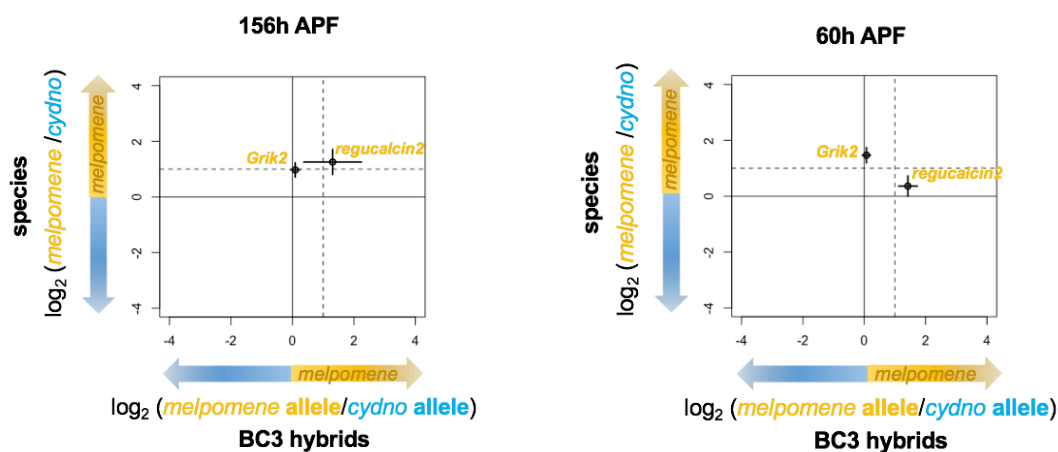 156h APF
species
log2 (melpomene /cydno)
melpomene
4
2
0
-2
-4
Grik2
regucalcin2
-4 -2 0 2 4
melpomene
log2 (melpomene allele/cydno allele)
BC3 hybrids
60h APF
species
log2 (melpomene /cydno)
melpomene
4
2
0
-2
-4
Grik2
regucalcin2
-4 -2 0 2 4
melpomene
log2 (melpomene allele/cydno allele)
BC3 hybrids